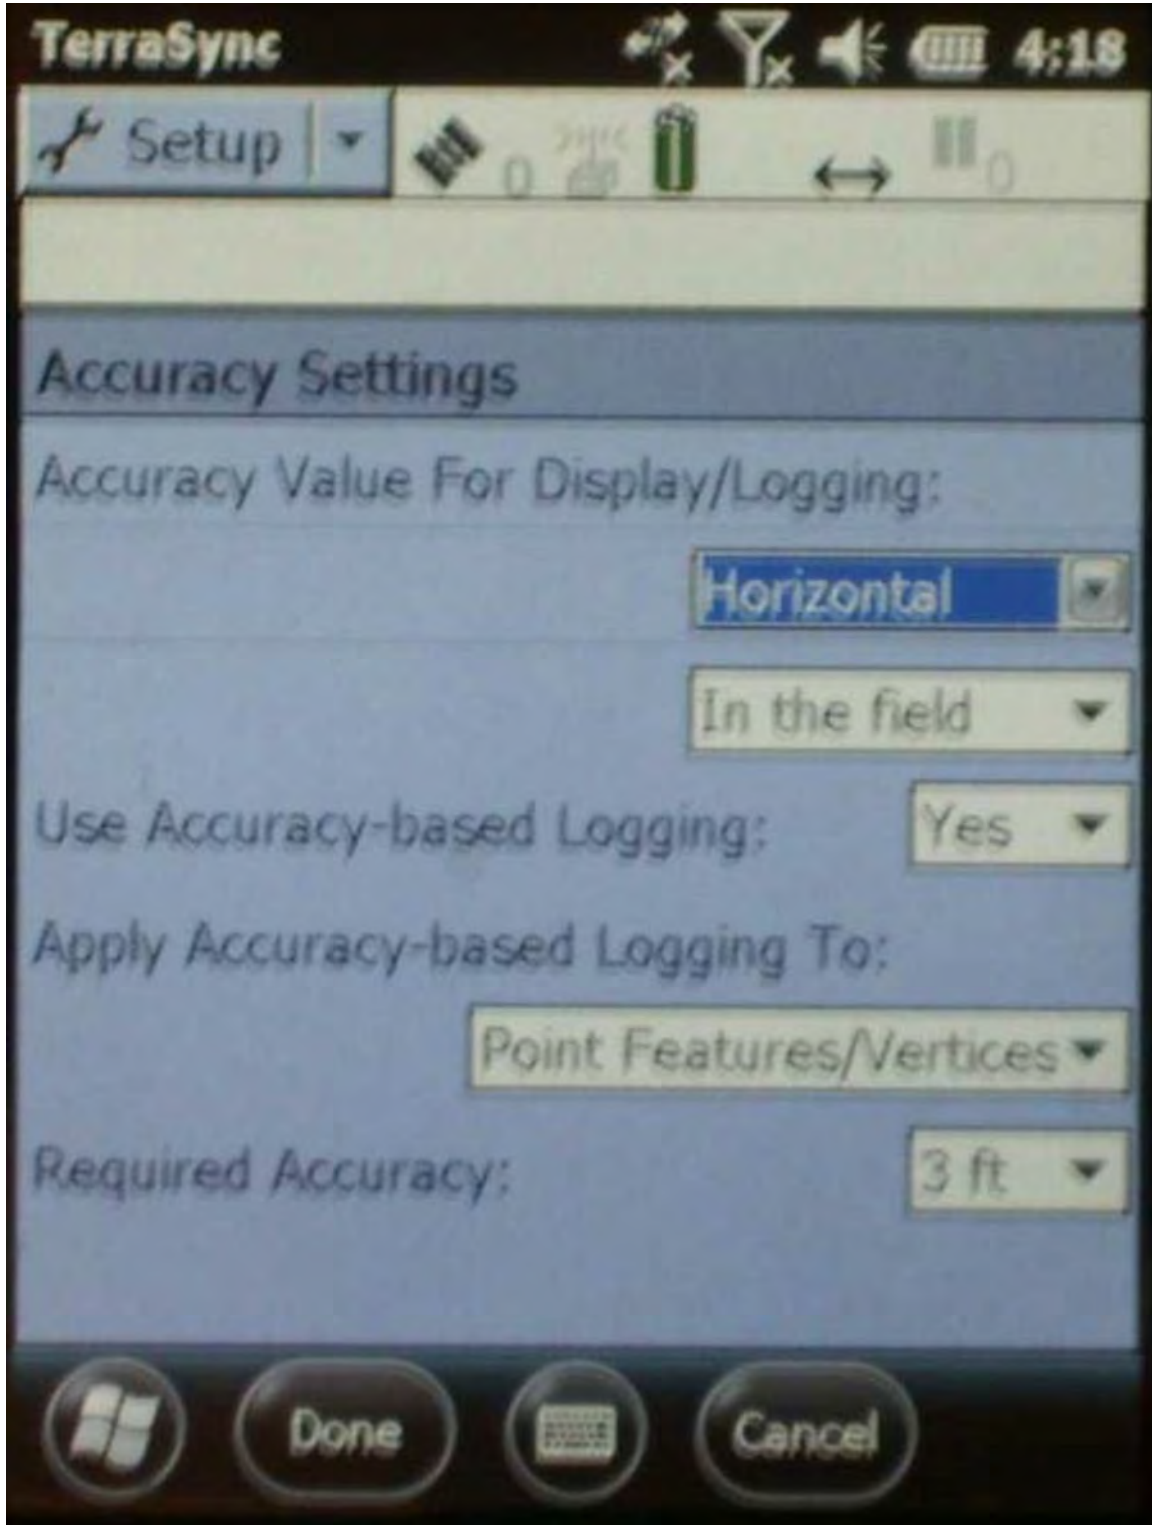 TerraSync 4:18
Setup 0 0
Accuracy Settings
Accuracy Value For Display/Logging:
Horizontal
In the field
Use Accuracy-based Logging: Yes
Apply Accuracy-based Logging To:
Point Features/Vertices
Required Accuracy: 3 ft
Done Cancel